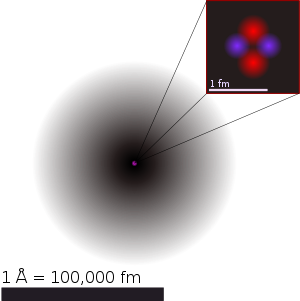 1 fm
1 Å = 100,000 fm